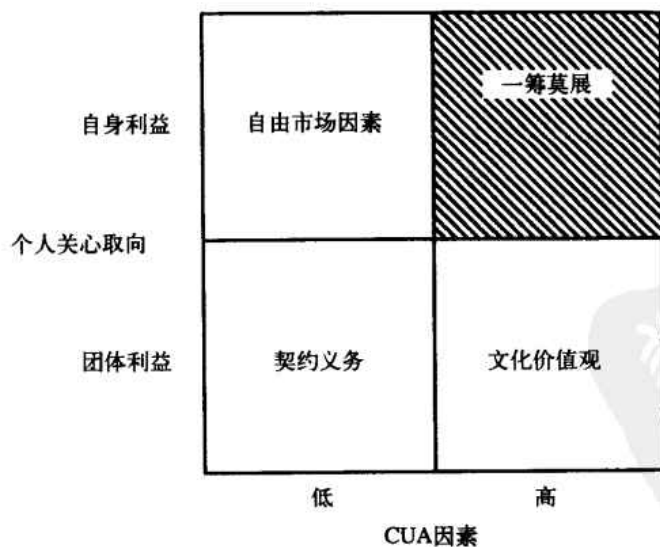 自身利益
自由市场因素
一筹莫展
个人关心取向
团体利益
契约义务
文化价值观
低
高
CUA因素